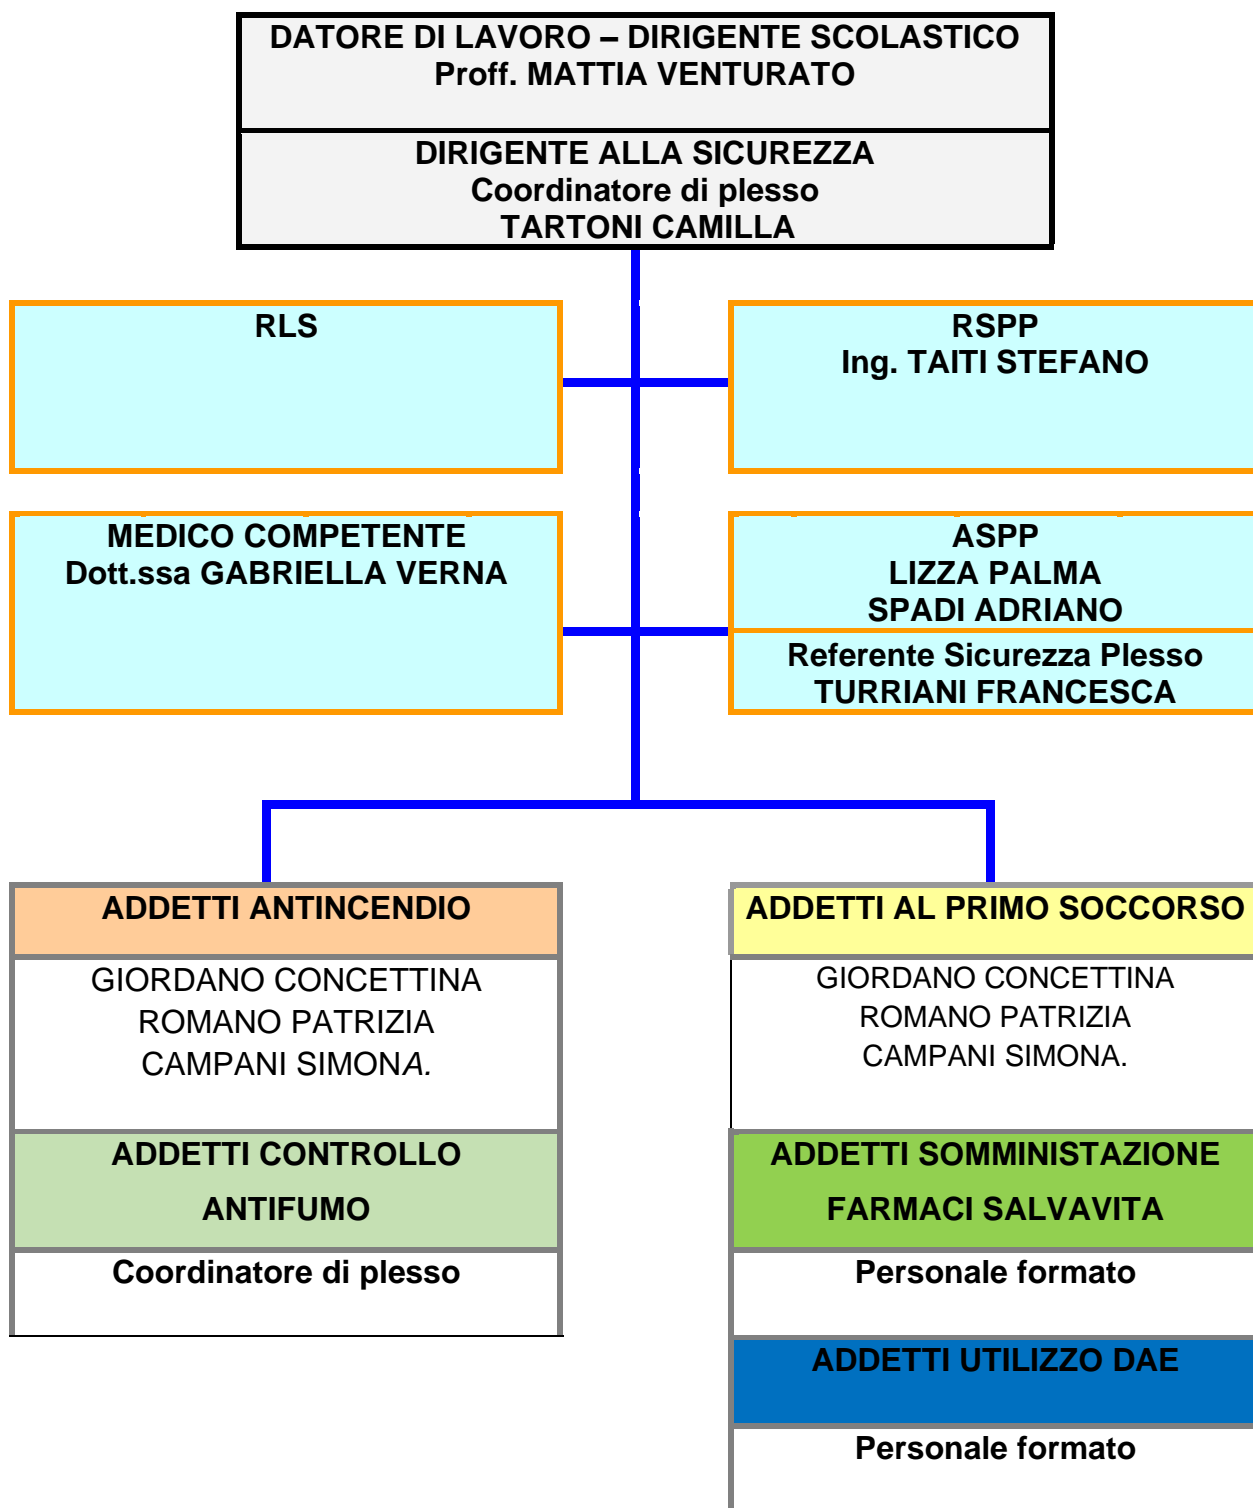 DATORE DI LAVORO – DIRIGENTE SCOLASTICO
Proff. MATTIA VENTURATO
DIRIGENTE ALLA SICUREZZA
Coordinatore di plesso
TARTONI CAMILLA
RLS
RSPP
Ing. TAITI STEFANO
MEDICO COMPETENTE
Dott.ssa GABRIELLA VERNA
ASPP
LIZZA PALMA
SPADI ADRIANO
Referente Sicurezza Plesso
TURRIANI FRANCESCA
ADDETTI ANTINCENDIO
GIORDANO CONCETTINA
ROMANO PATRIZIA
CAMPANI SIMONA.
ADDETTI CONTROLLO
ANTIFUMO
Coordinatore di plesso
ADDETTI AL PRIMO SOCCORSO
GIORDANO CONCETTINA
ROMANO PATRIZIA
CAMPANI SIMONA.
ADDETTI SOMMINISTAZIONE
FARMACI SALVAVITA
Personale formato
ADDETTI UTILIZZO DAE
Personale formato